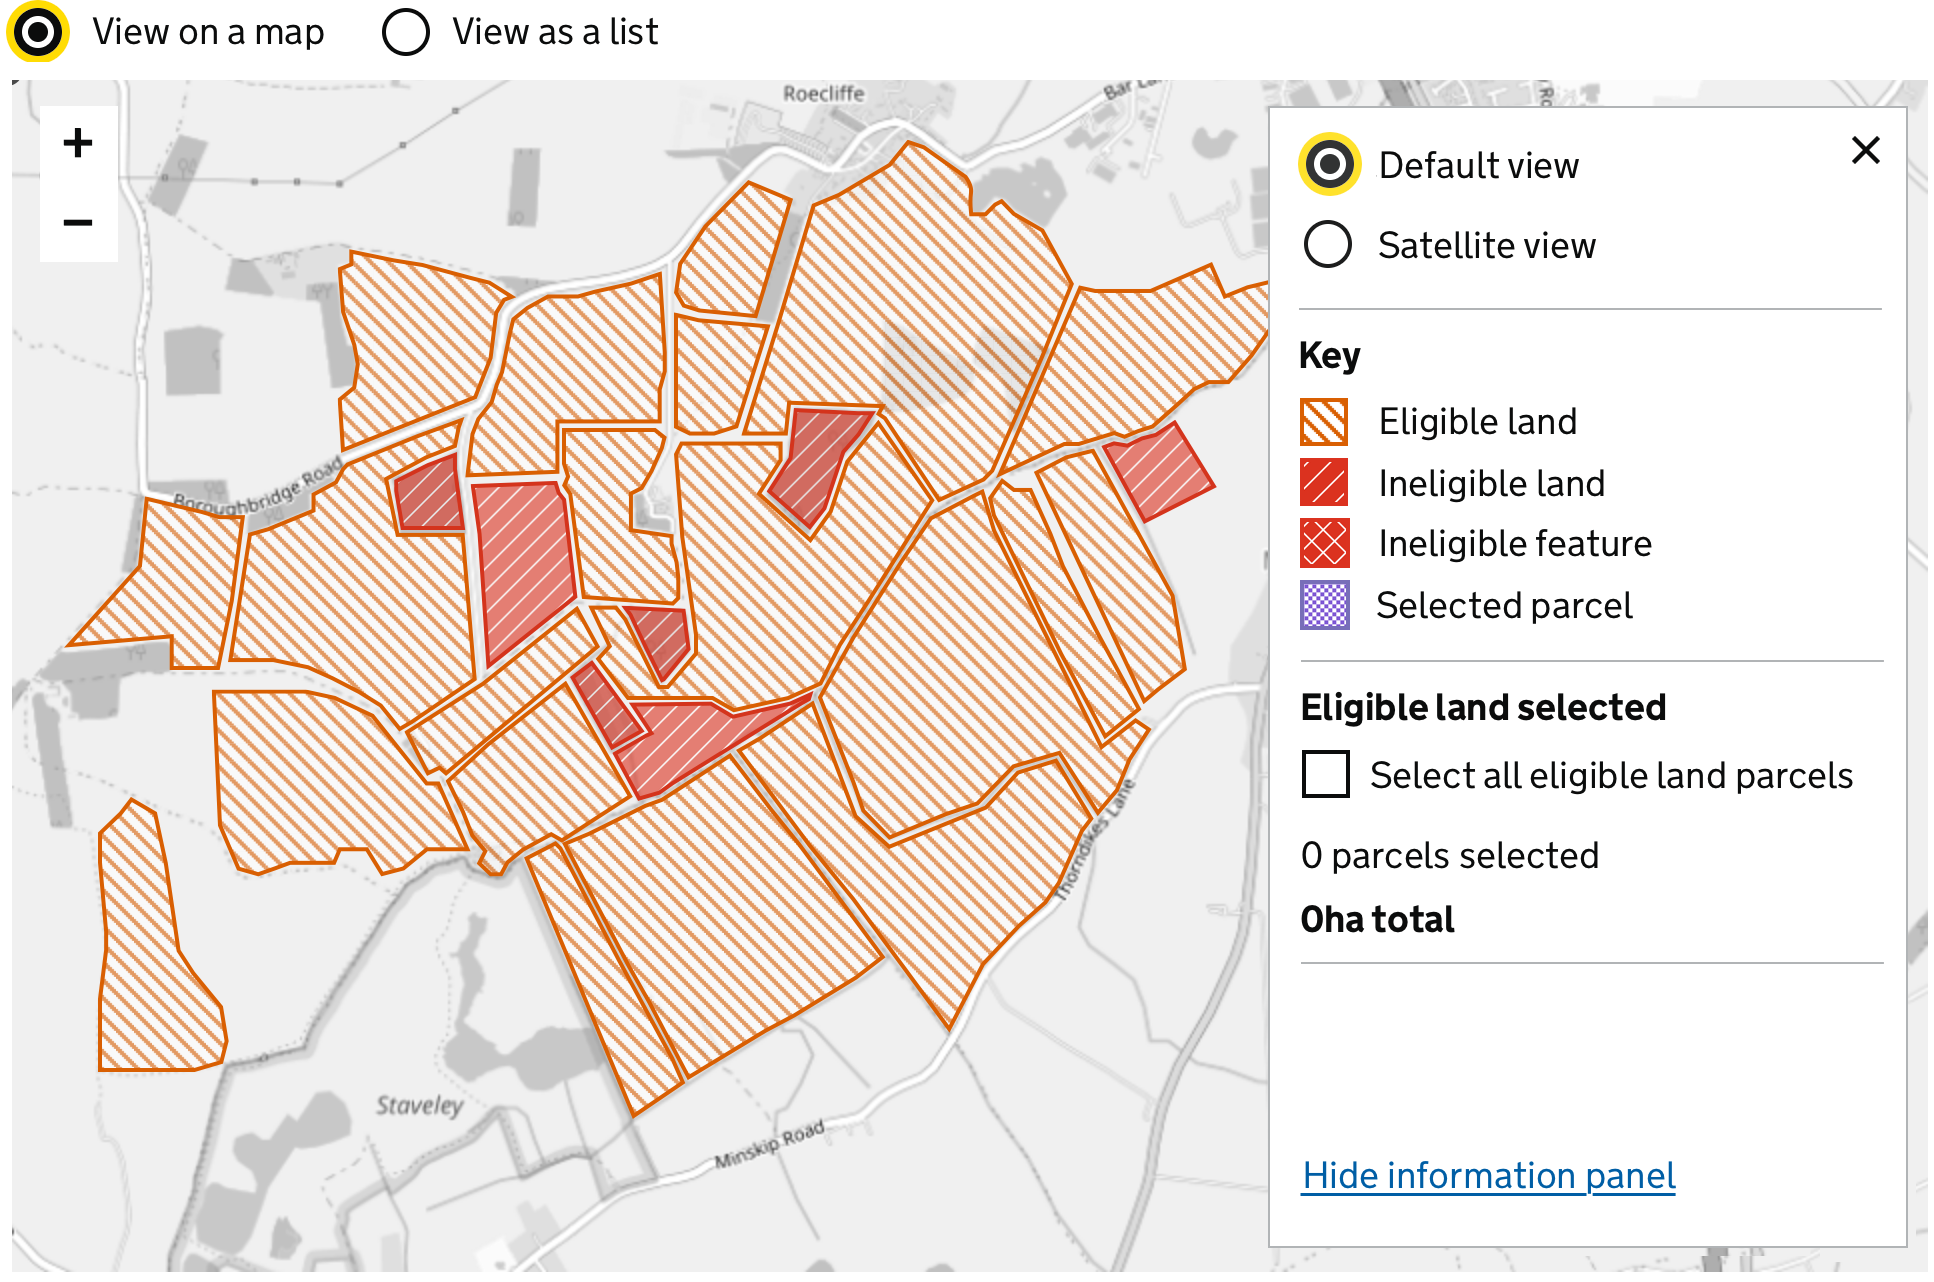 View on a map
View as a list
Roecliffe
Bar La
Ro
+
−
Boroughbridge Road
Thorndikes Lane
Staveley
Minskip Road
Default view
Satellite view
Key
Eligible land
Ineligible land
Ineligible feature
Selected parcel
Eligible land selected
Select all eligible land parcels
0 parcels selected
0ha total
Hide information panel